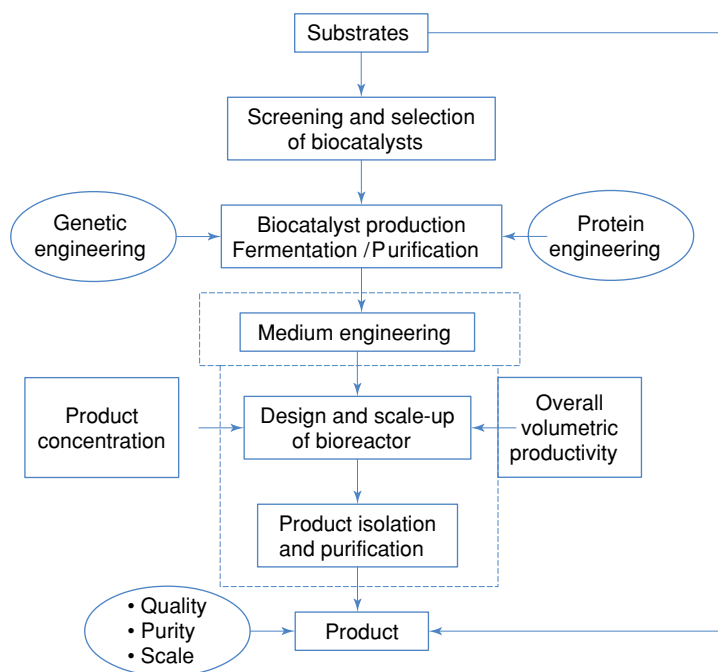 Substrates
Screening and selection
of biocatalysts
Genetic
engineering
Biocatalyst production
Fermentation /Purification
Protein
engineering
Medium engineering
Product
concentration
Design and scale-up
of bioreactor
Overall
volumetric
productivity
Product isolation
and purification
• Quality
• Purity
• Scale
Product